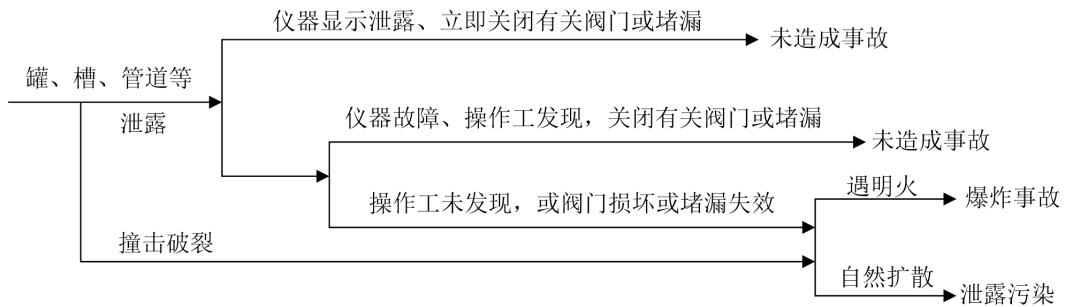 仪器显示泄露、立即关闭有关阀门或堵漏
未造成事故
罐、槽、管道等
泄露
仪器故障、操作工发现，关闭有关阀门或堵漏
未造成事故
操作工未发现，或阀门损坏或堵漏失效
遇明火
爆炸事故
撞击破裂
自然扩散
泄露污染